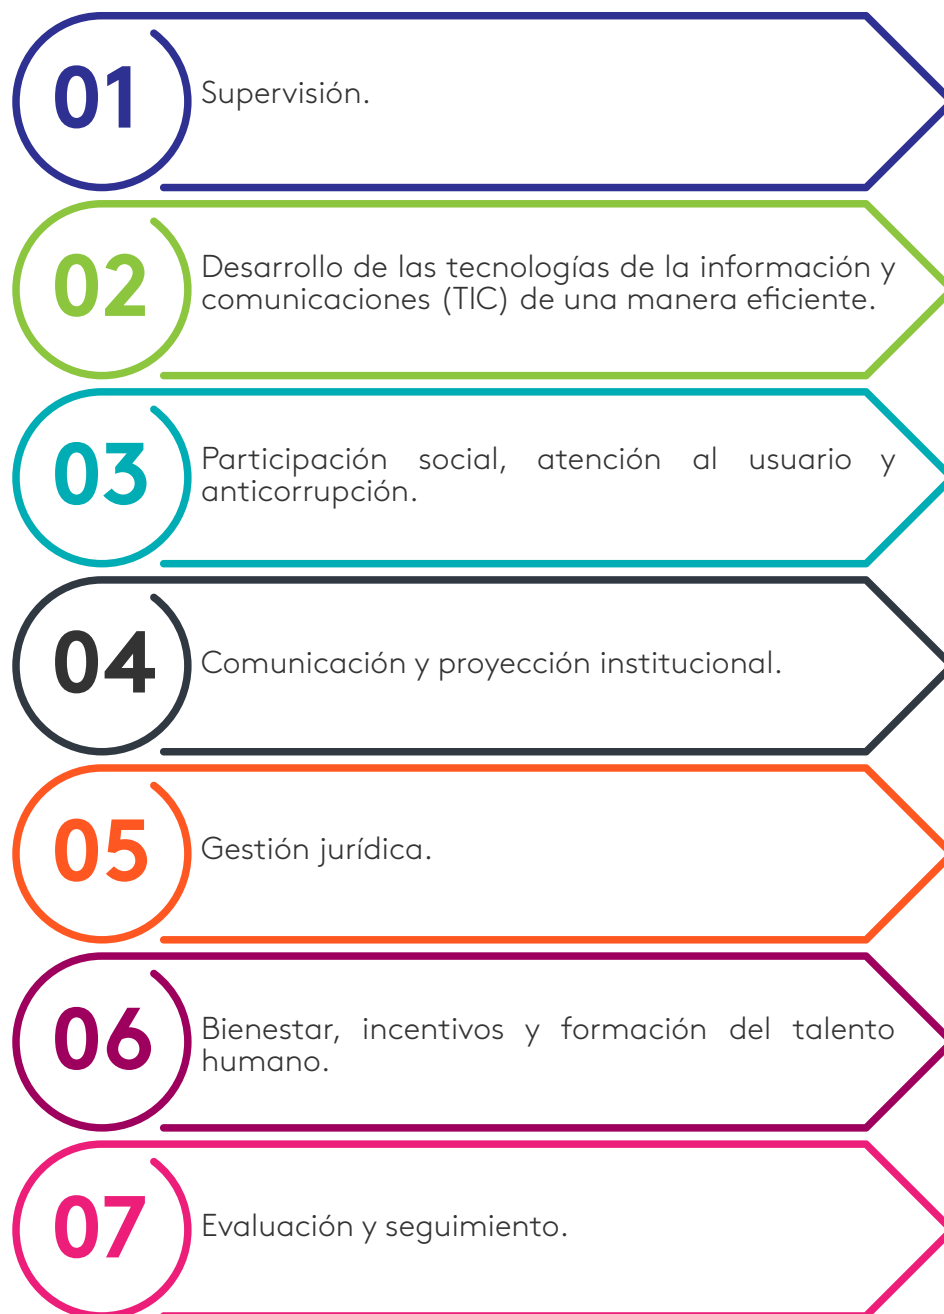 01
Supervisión.
02
Desarrollo de las tecnologías de la información y
comunicaciones (TIC) de una manera eficiente.
03
Participación social, atención al usuario y
anticorrupción.
04
Comunicación y proyección institucional.
05
Gestión jurídica.
06
Bienestar, incentivos y formación del talento
humano.
07
Evaluación y seguimiento.